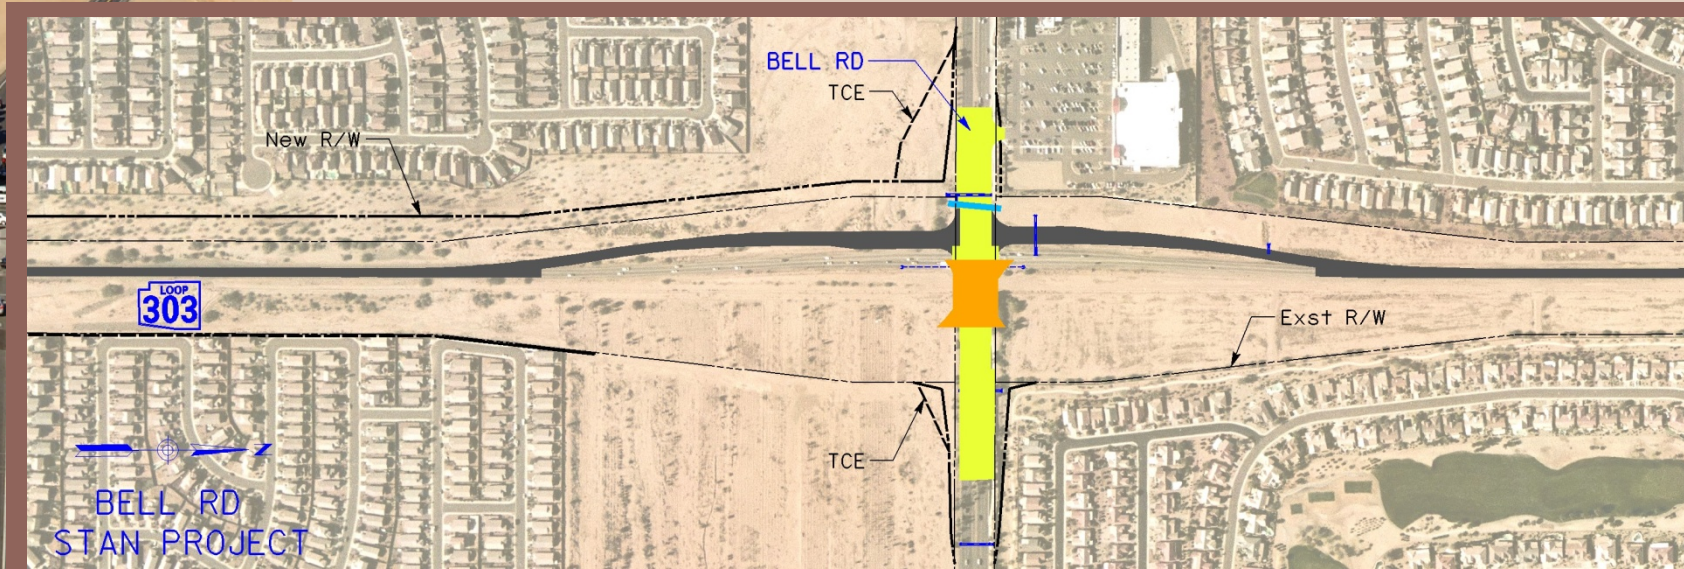 BELL RD
TCE
New R/W
LOOP
303
Exst R/W
TCE
N
BELL RD
STAN PROJECT